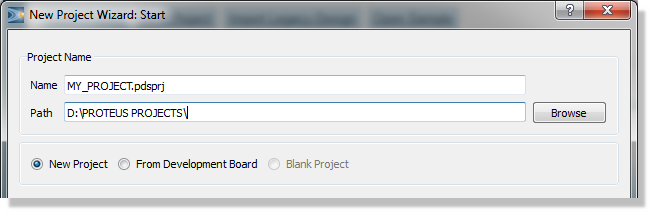 New Project Wizard: Start
Project Name
Name MY_PROJECT.pdsprj
Path D:\PROTEUS PROJECTS\
Browse
New Project From Development Board Blank Project